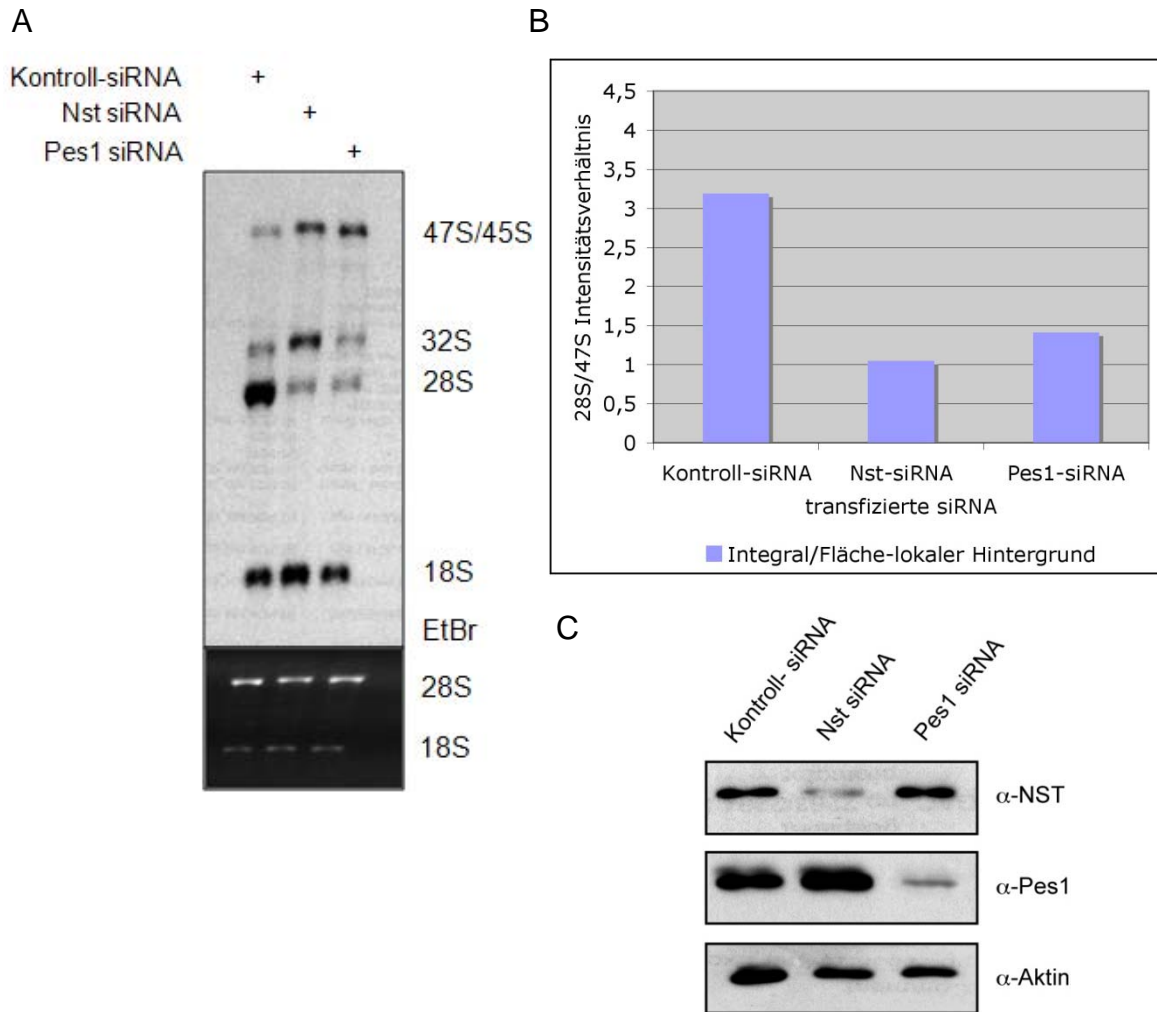 A
Kontroll-siRNA +
Nst siRNA +
Pes1 siRNA +
47S/45S
32S
28S
18S
EtBr
28S
18S
B
28S/47S Intensitätsverhältnis
4,5
4
3,5
3
2,5
2
1,5
1
0,5
0
Kontroll-siRNA Nst-siRNA Pes1-siRNA
transfizierte siRNA
Integral/Fläche-lokaler Hintergrund
C
Kontroll- siRNA
Nst siRNA
Pes1 siRNA
α-NST
α-Pes1
α-Aktin